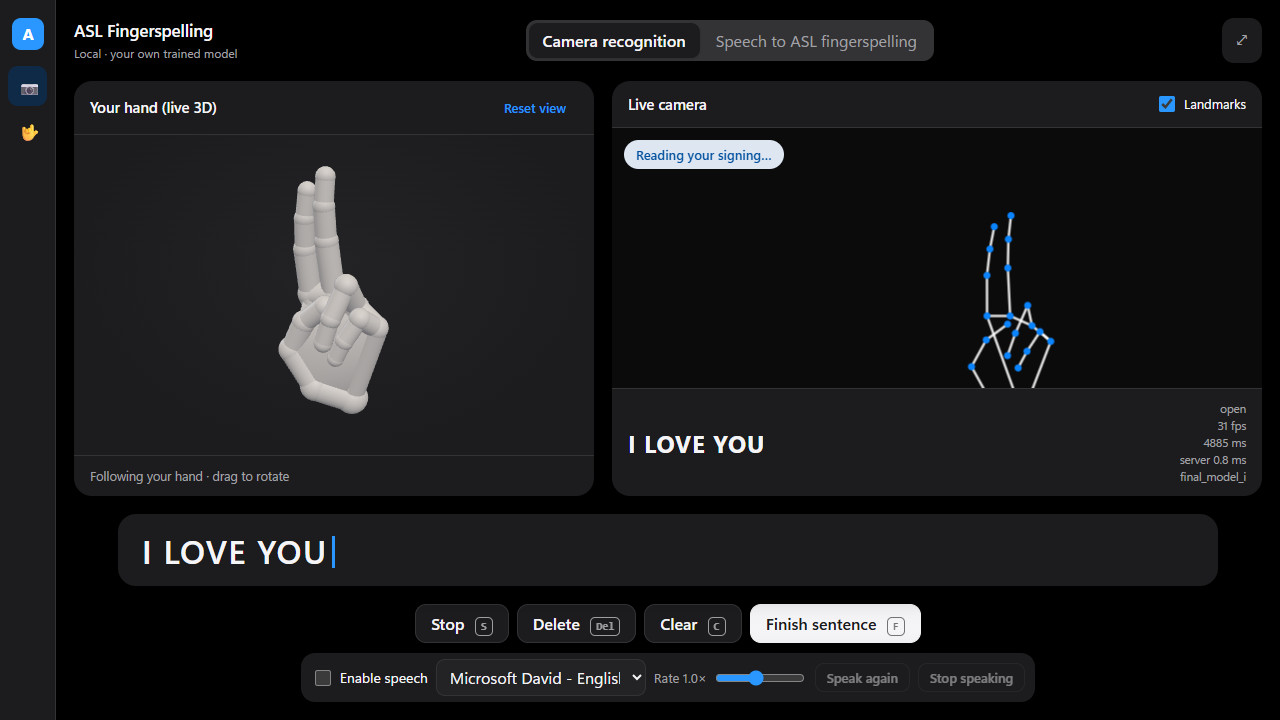 A
ASL Fingerspelling
Local · your own trained model
Camera recognition
Speech to ASL fingerspelling
Your hand (live 3D)
Reset view
Following your hand · drag to rotate
Live camera
Landmarks
Reading your signing...
I LOVE YOU
open
31 fps
4885 ms
server 0.8 ms
final_model_i
I LOVE YOU
Stop S
Delete Del
Clear C
Finish sentence F
Enable speech
Microsoft David - English
Rate 1.0×
Speak again
Stop speaking